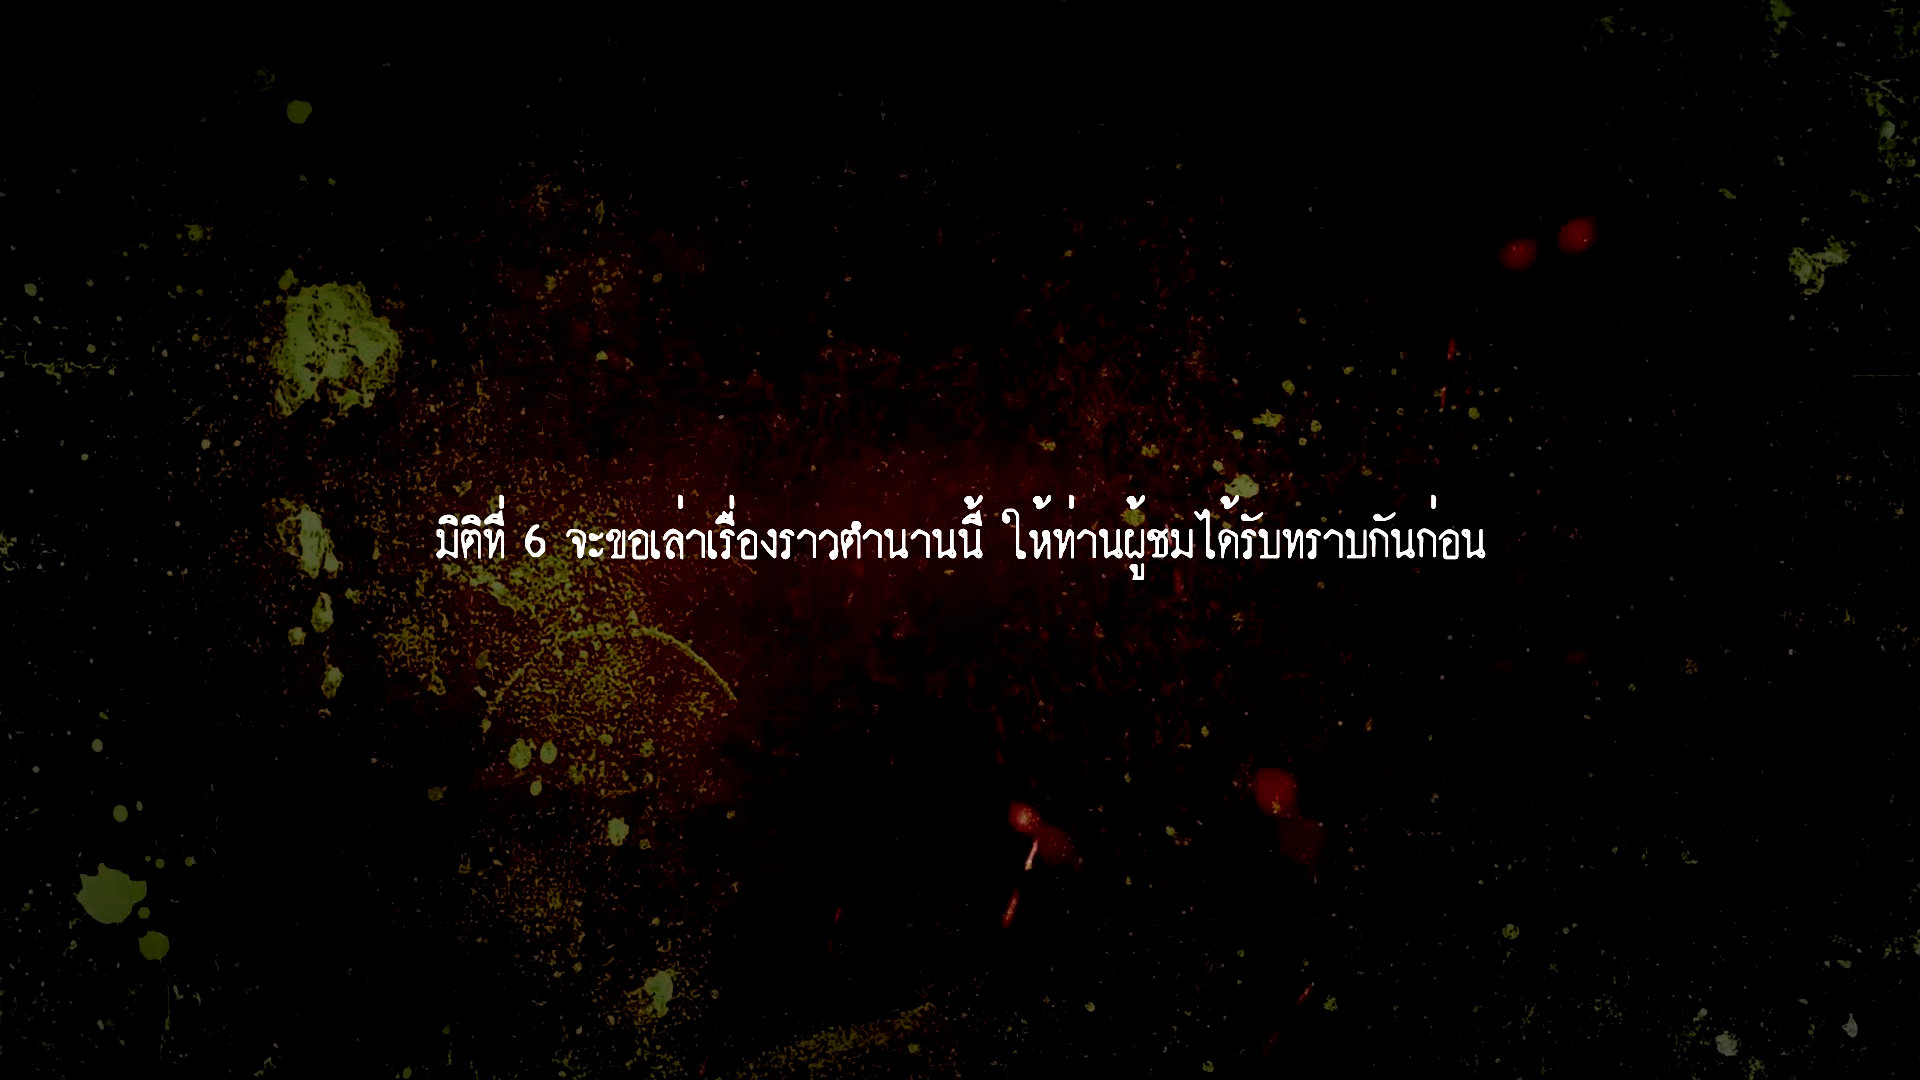 มิติที่ 6 จะขอเล่าเรื่องราวตำนานนี้ ให้ท่านผู้ชมได้รับทราบกันก่อน